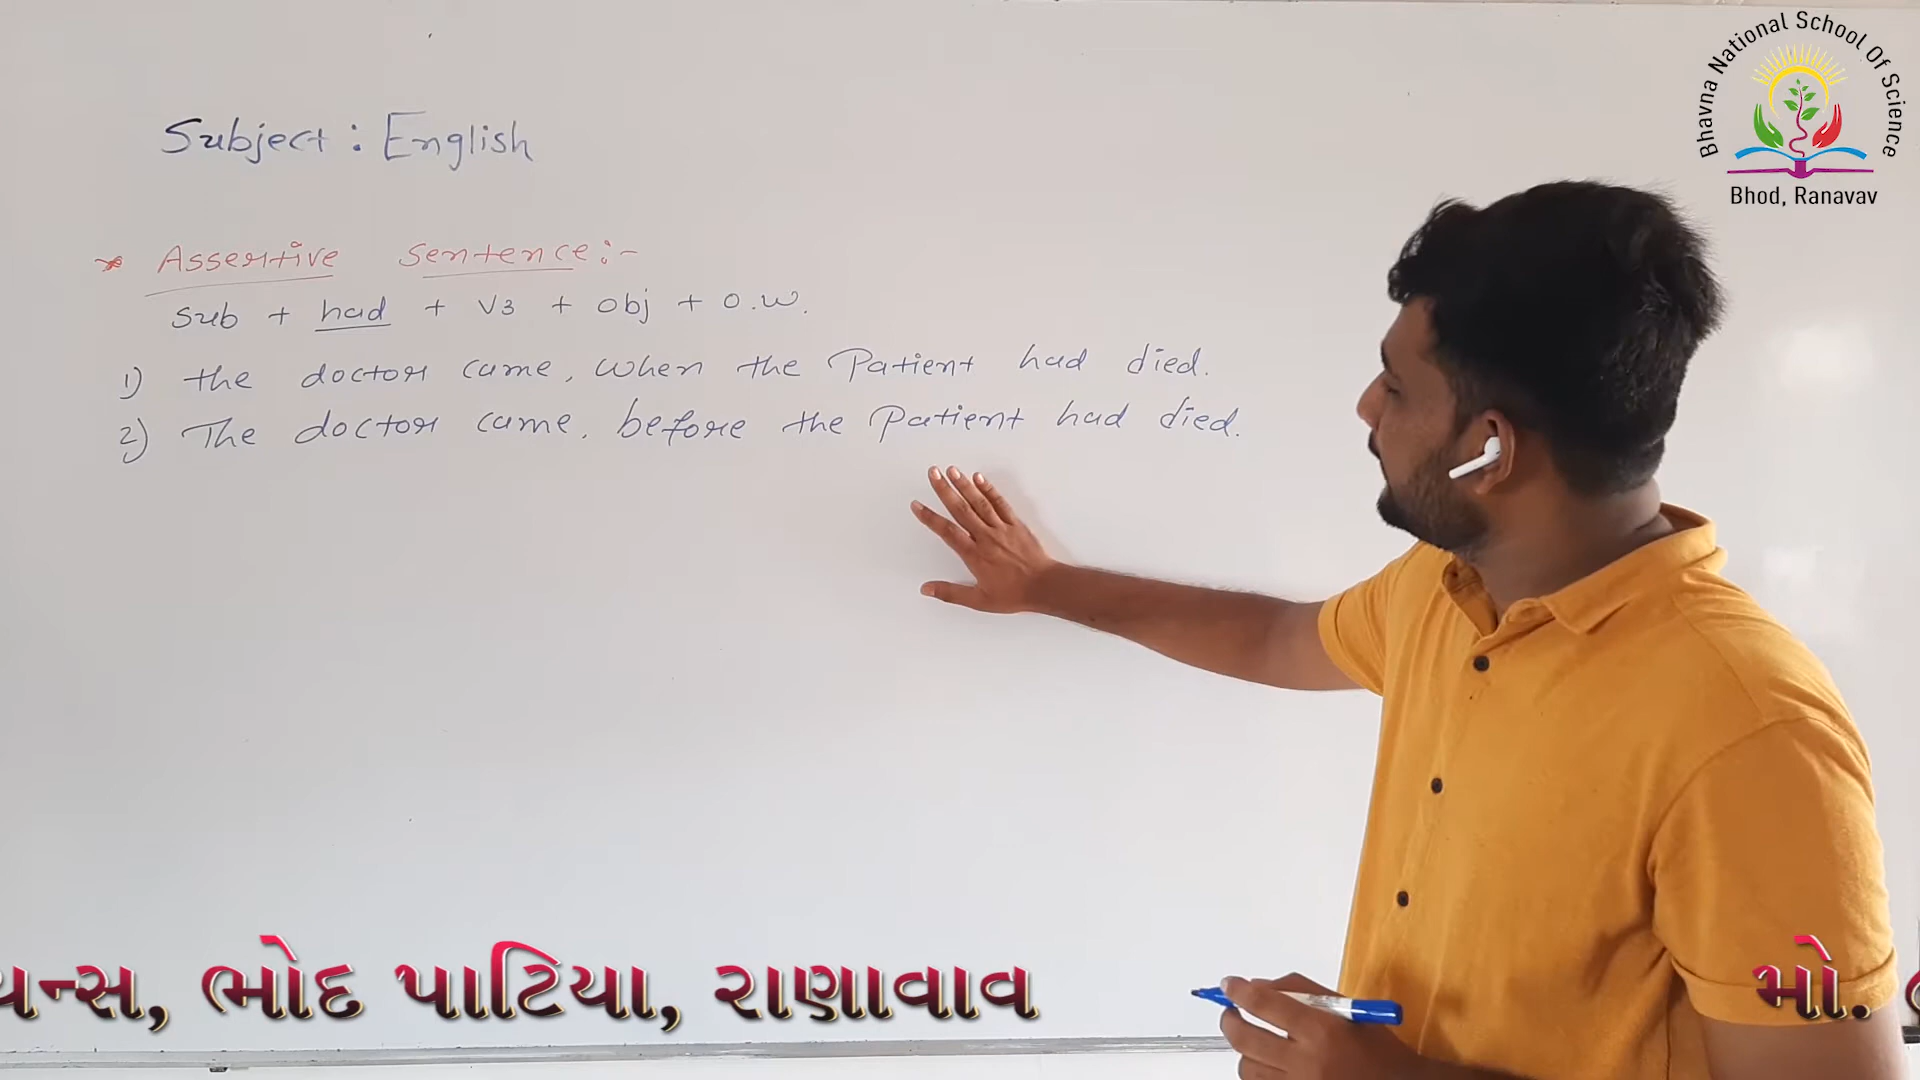 Bhavna National School Of Science
Bhod, Ranavav
Subject : English
* Assertive Sentence :-
Sub + had + V3 + obj + O.W.
1) the doctor came, when the Patient had died.
2) The doctor came, before the Patient had died.
યન્સ, ભોદ પાટિયા, રાણાવાવ મો.